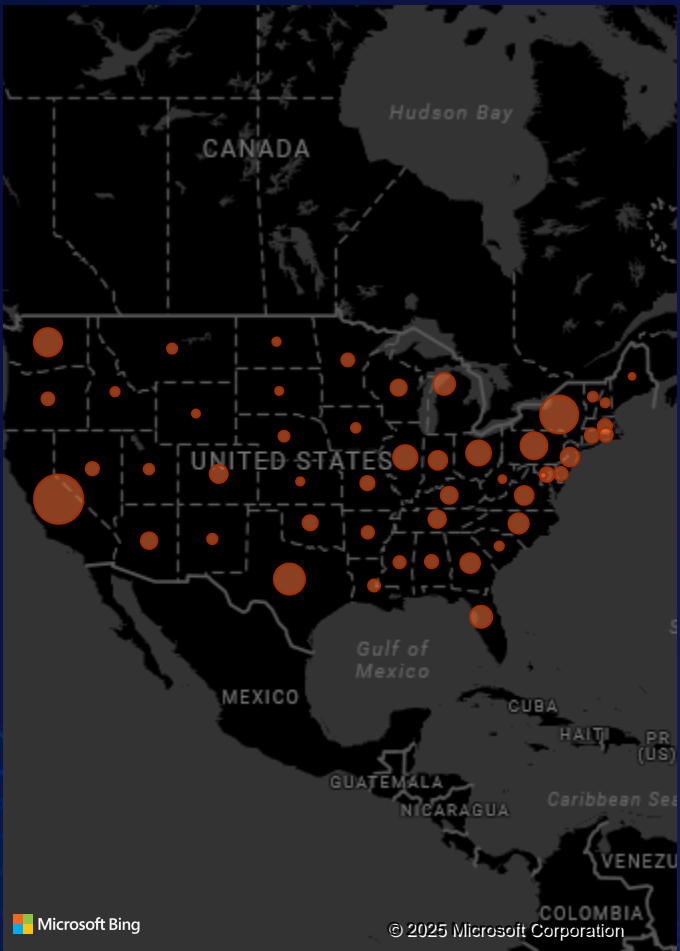 Hudson Bay
CANADA
UNITED STATES
Gulf of
Mexico
MEXICO
CUBA
HAITI
PR
(US)
GUATEMALA
NICARAGUA
Caribbean Sea
VENEZU
COLOMBIA
Microsoft Bing
© 2025 Microsoft Corporation